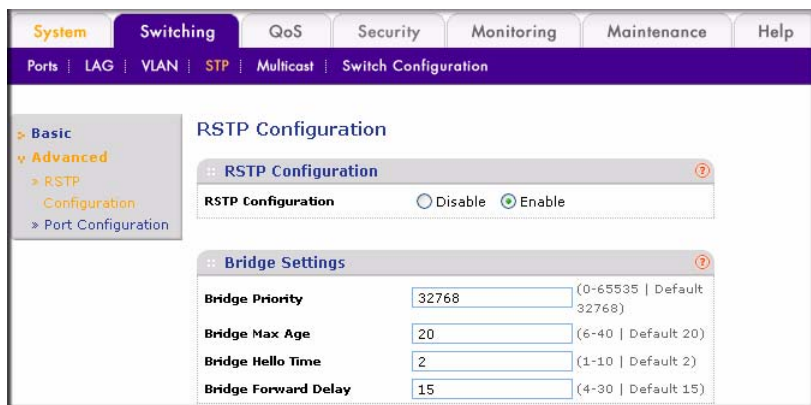 System Switching QoS Security Monitoring Maintenance Help
Ports LAG VLAN STP Multicast Switch Configuration
Basic
Advanced
» RSTP
Configuration
» Port Configuration
RSTP Configuration
RSTP Configuration ?
RSTP Configuration Disable Enable
Bridge Settings ?
Bridge Priority 32768 (0-65535 | Default
32768)
Bridge Max Age 20 (6-40 | Default 20)
Bridge Hello Time 2 (1-10 | Default 2)
Bridge Forward Delay 15 (4-30 | Default 15)